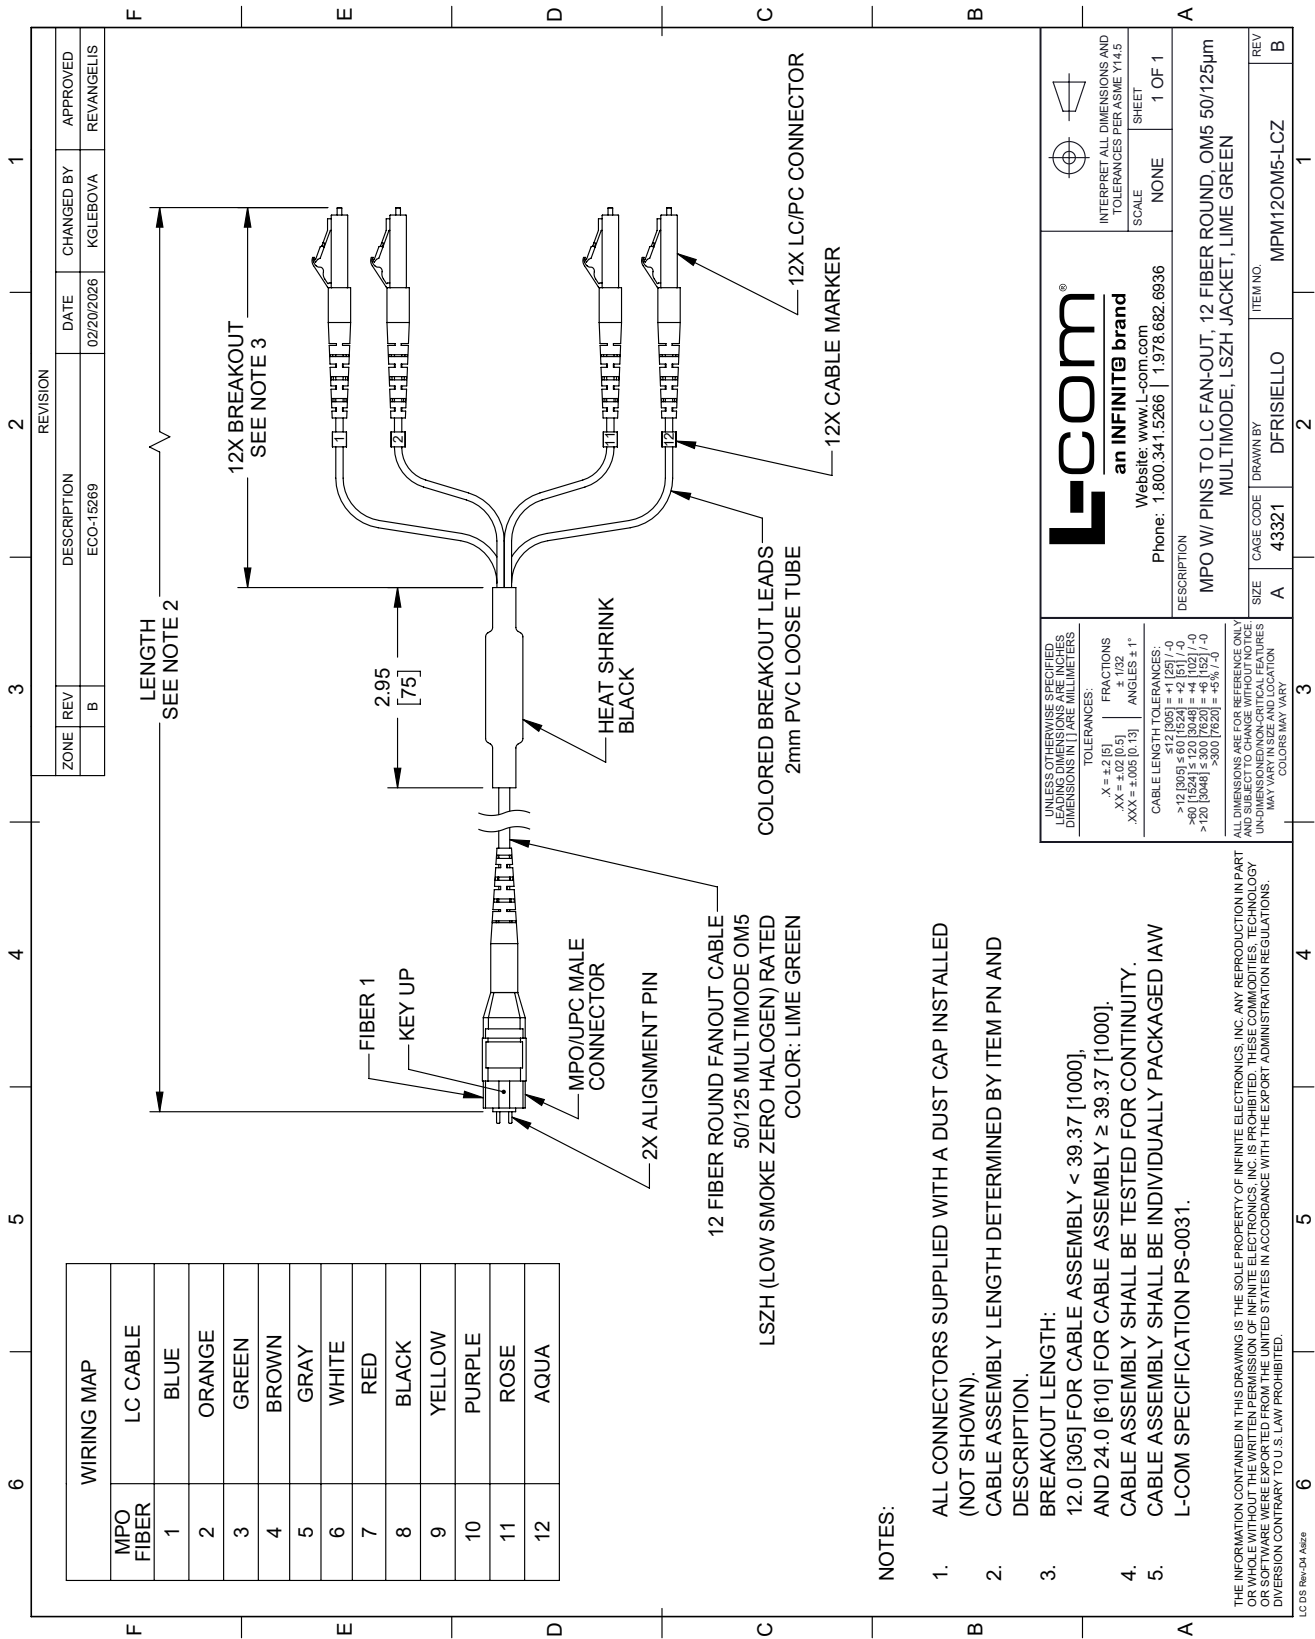 6
5
4
3
2
1
F
E
D
C
B
A
REVISION
ZONE
REV
DESCRIPTION
DATE
CHANGED BY
APPROVED
B
ECO-15269
02/20/2026
KGLEBOVA
REVANGELIS
WIRING MAP
MPO
FIBER
LC CABLE
1
BLUE
2
ORANGE
3
GREEN
4
BROWN
5
GRAY
6
WHITE
7
RED
8
BLACK
9
YELLOW
10
PURPLE
11
ROSE
12
AQUA
LENGTH
SEE NOTE 2
12X BREAKOUT
SEE NOTE 3
2.95
[75]
FIBER 1
KEY UP
MPO/UPC MALE
CONNECTOR
2X ALIGNMENT PIN
HEAT SHRINK
BLACK
1
2
11
12
12 FIBER ROUND FANOUT CABLE
50/125 MULTIMODE OM5
LSZH (LOW SMOKE ZERO HALOGEN) RATED
COLOR: LIME GREEN
COLORED BREAKOUT LEADS
2mm PVC LOOSE TUBE
12X CABLE MARKER
12X LC/PC CONNECTOR
NOTES:
1. ALL CONNECTORS SUPPLIED WITH A DUST CAP INSTALLED
(NOT SHOWN).
2. CABLE ASSEMBLY LENGTH DETERMINED BY ITEM PN AND
DESCRIPTION.
3. BREAKOUT LENGTH:
12.0 [305] FOR CABLE ASSEMBLY < 39.37 [1000],
AND 24.0 [610] FOR CABLE ASSEMBLY ≥ 39.37 [1000].
4. CABLE ASSEMBLY SHALL BE TESTED FOR CONTINUITY.
5. CABLE ASSEMBLY SHALL BE INDIVIDUALLY PACKAGED IAW
L-COM SPECIFICATION PS-0031.
THE INFORMATION CONTAINED IN THIS DRAWING IS THE SOLE PROPERTY OF INFINITE ELECTRONICS, INC. ANY REPRODUCTION IN PART
OR WHOLE WITHOUT THE WRITTEN PERMISSION OF INFINITE ELECTRONICS, INC. IS PROHIBITED. THESE COMMODITIES, TECHNOLOGY
OR SOFTWARE WERE EXPORTED FROM THE UNITED STATES IN ACCORDANCE WITH THE EXPORT ADMINISTRATION REGULATIONS.
DIVERSION CONTRARY TO U.S. LAW PROHIBITED.
UNLESS OTHERWISE SPECIFIED
LEADING DIMENSIONS ARE INCHES
DIMENSIONS IN [ ] ARE MILLIMETERS
TOLERANCES:
.X = ±.2 [5]
.XX = ±.02 [0.5]
.XXX = ±.005 [0.13]
FRACTIONS
± 1/32
ANGLES ± 1°
CABLE LENGTH TOLERANCES:
≤12 [305] = +1 [25] / -0
>12 [305] ≤ 60 [1524] = +2 [51] / -0
>60 [1524] ≤ 120 [3048] = +4 [102] / -0
>120 [3048] ≤ 300 [7620] = +6 [152] / -0
>300 [7620] = +5% / -0
ALL DIMENSIONS ARE FOR REFERENCE ONLY
AND SUBJECT TO CHANGE WITHOUT NOTICE.
UN-DIMENSIONED/NON-CRITICAL FEATURES
MAY VARY IN SIZE AND LOCATION
COLORS MAY VARY
L-com®
an INFINITE brand
Website: www.L-com.com
Phone: 1.800.341.5266 | 1.978.682.6936
INTERPRET ALL DIMENSIONS AND
TOLERANCES PER ASME Y14.5
SCALE
NONE
SHEET
1 OF 1
DESCRIPTION
MPO W/ PINS TO LC FAN-OUT, 12 FIBER ROUND, OM5 50/125µm
MULTIMODE, LSZH JACKET, LIME GREEN
SIZE
A
CAGE CODE
43321
DRAWN BY
DFRISIELLO
ITEM NO.
MPM12OM5-LCZ
REV
B
F
E
D
C
B
A
6
5
4
3
2
1
LC DS Rev-D4 Asize